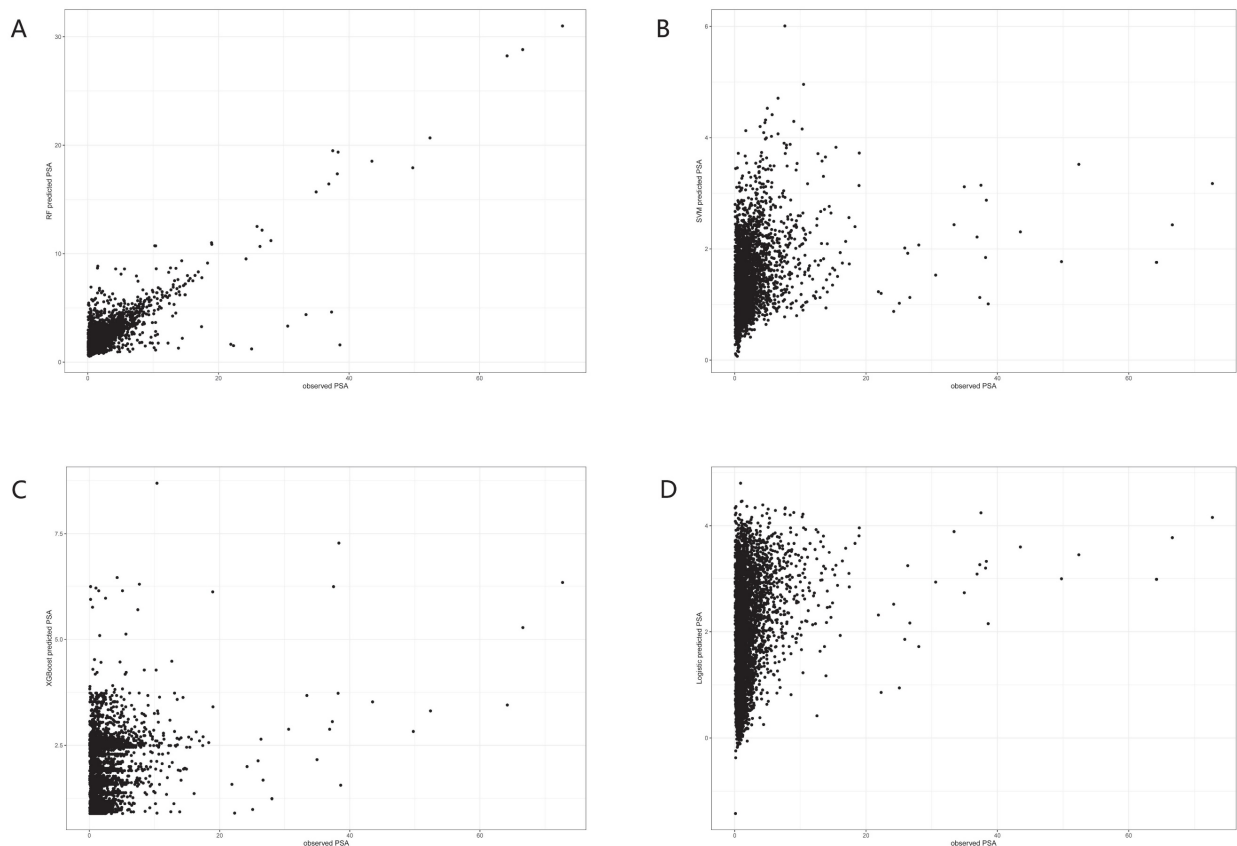 A
30
20
10
0
RF predicted PSA
0
20
40
60
observed PSA
B
6
4
2
0
SVM predicted PSA
0
20
40
60
observed PSA
C
7.5
5.0
2.5
XGBoost predicted PSA
0
20
40
60
observed PSA
D
4
2
0
Logistic predicted PSA
0
20
40
60
observed PSA